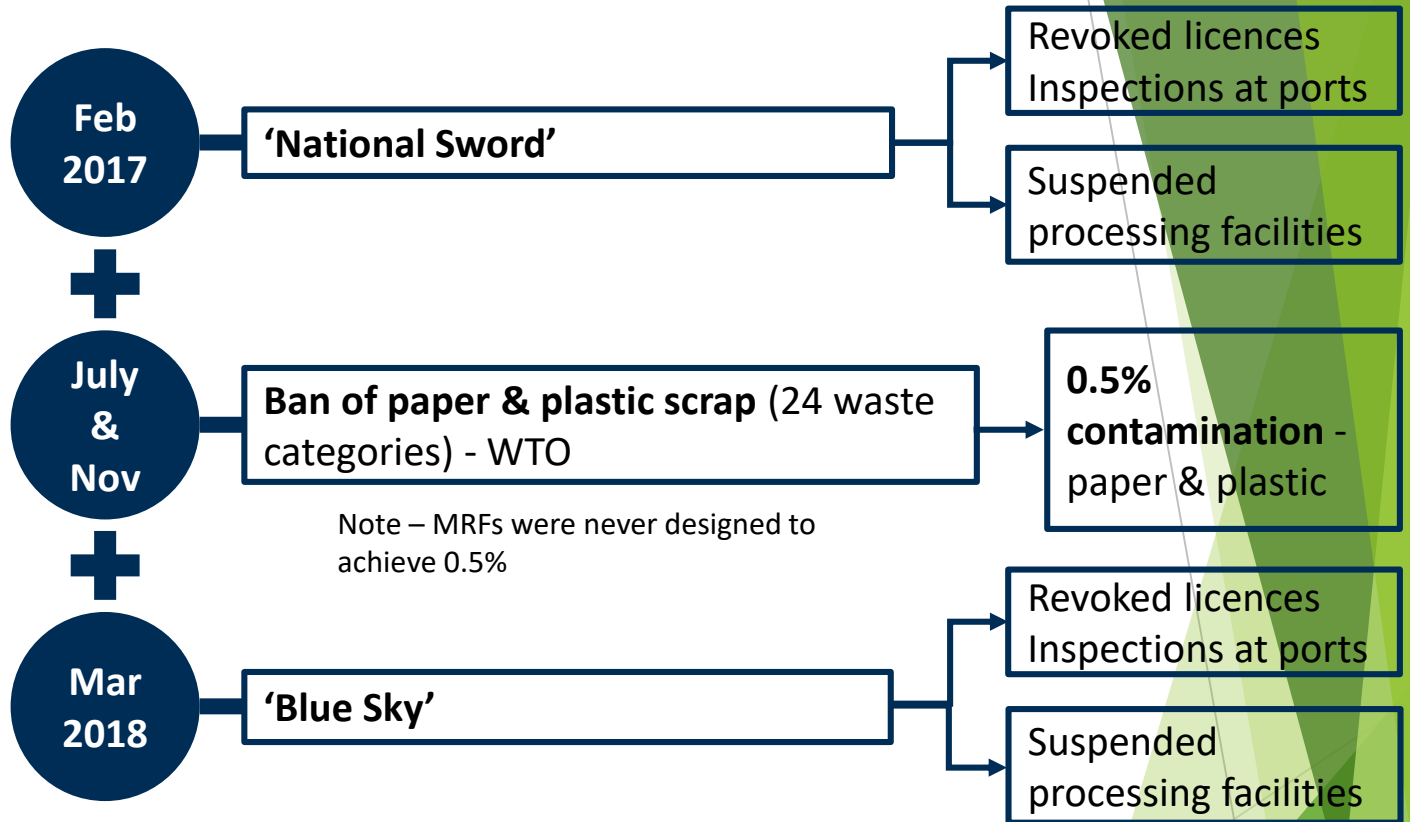 Feb
2017
‘National Sword’
Revoked licences
Inspections at ports
Suspended
processing facilities
July
&
Nov
Ban of paper & plastic scrap (24 waste
categories) - WTO
0.5%
contamination -
paper & plastic
Note – MRFs were never designed to
achieve 0.5%
Mar
2018
‘Blue Sky’
Revoked licences
Inspections at ports
Suspended
processing facilities